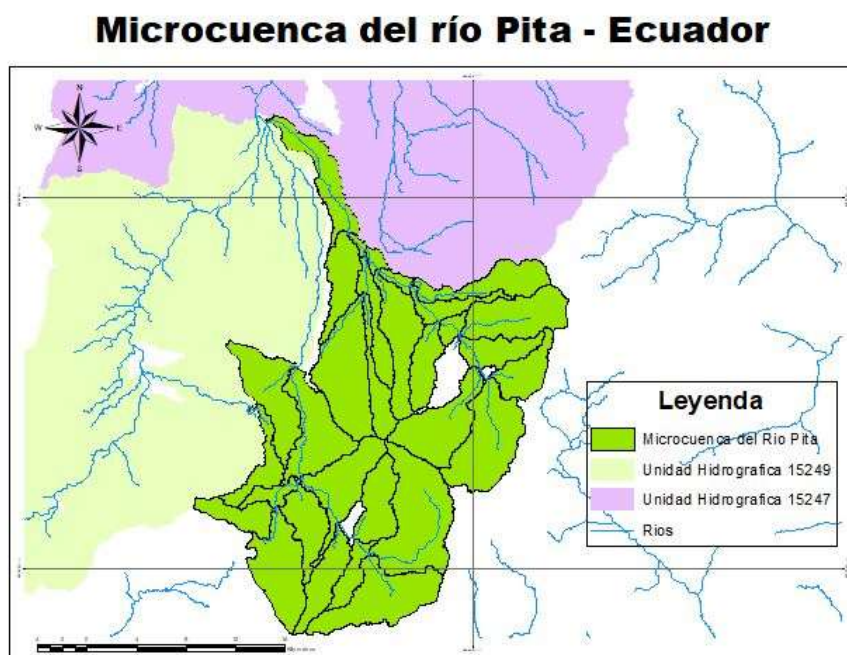 Microcuenca del río Pita - Ecuador
N
W E
S
Leyenda
Microcuenca del Rio Pita
Unidad Hidrografica 15249
Unidad Hidrografica 15247
Rios